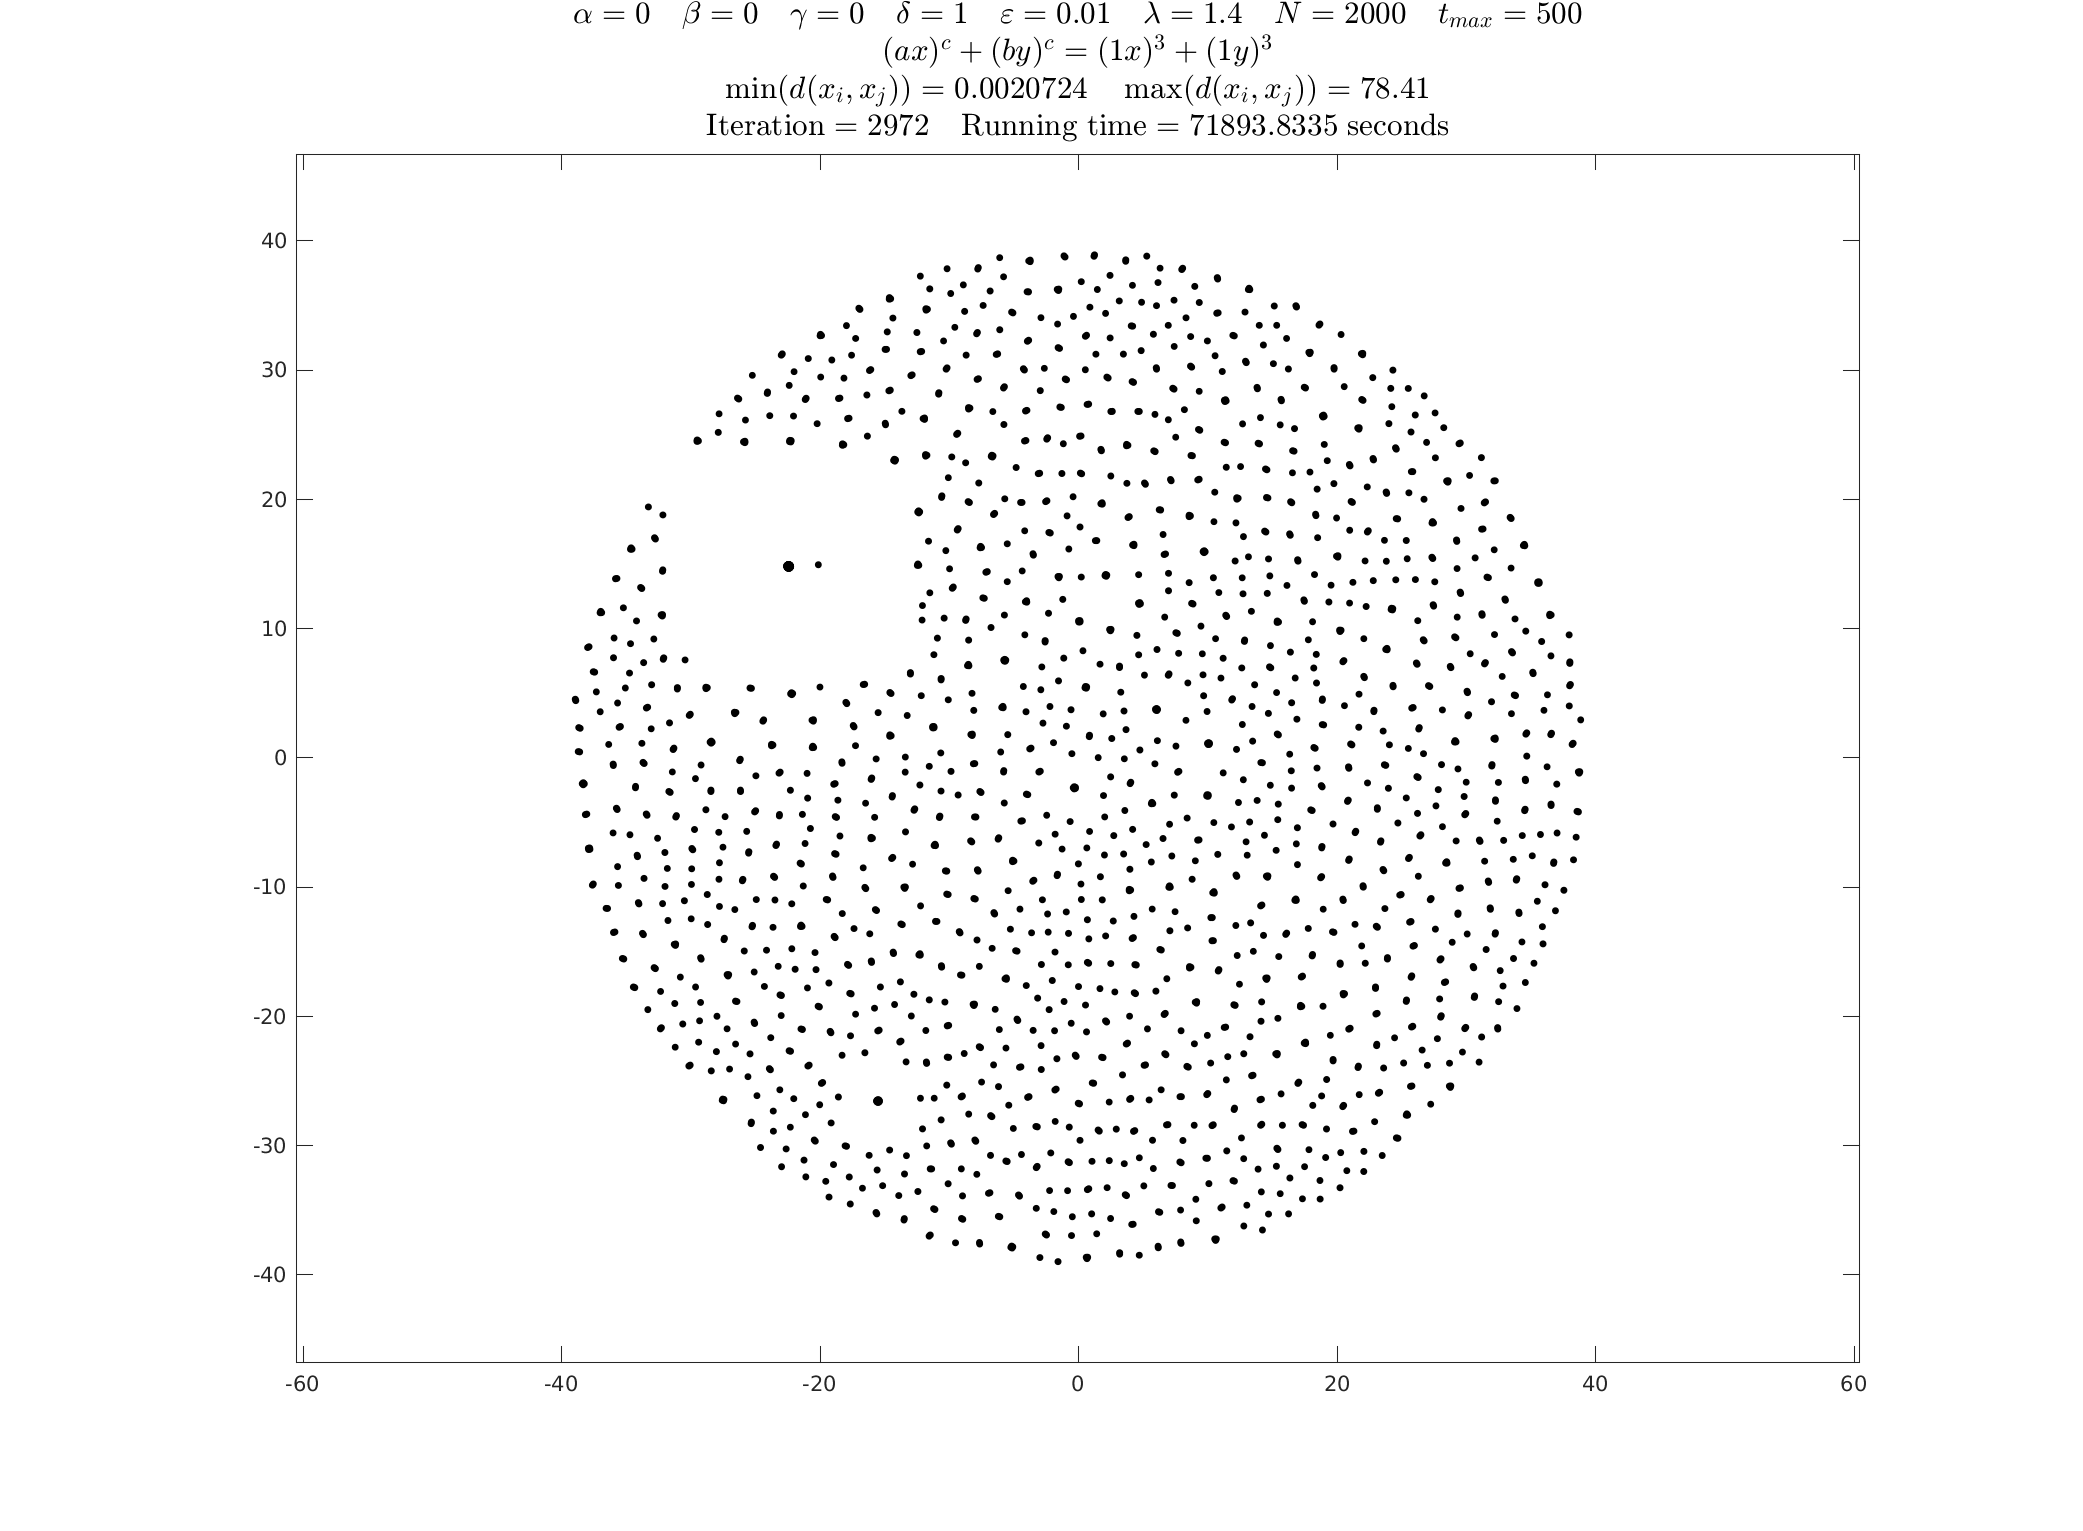 α = 0 β = 0 γ = 0 δ = 1 ε = 0.01 λ = 1.4 N = 2000 t_{max} = 500
(ax)^c + (by)^c = (1x)^3 + (1y)^3
min(d(x_i, x_j)) = 0.0020724 max(d(x_i, x_j)) = 78.41
Iteration = 2972 Running time = 71893.8335 seconds
40
30
20
10
0
-10
-20
-30
-40
-60 -40 -20 0 20 40 60